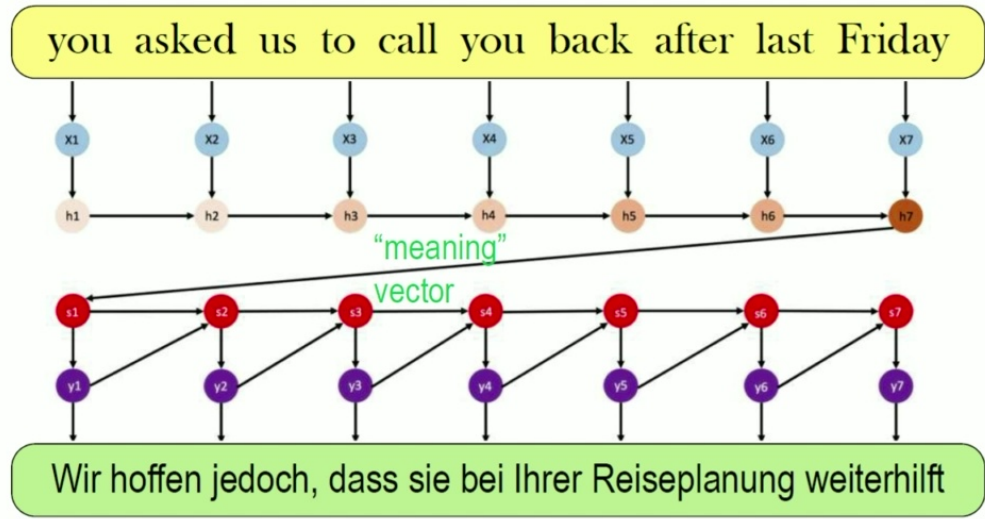 you asked us to call you back after last Friday
X1 X2 X3 X4 X5 X6 X7
h1 h2 h3 h4 h5 h6 h7
“meaning”
vector
s1 s2 s3 s4 s5 s6 s7
y1 y2 y3 y4 y5 y6 y7
Wir hoffen jedoch, dass sie bei Ihrer Reiseplanung weiterhilft